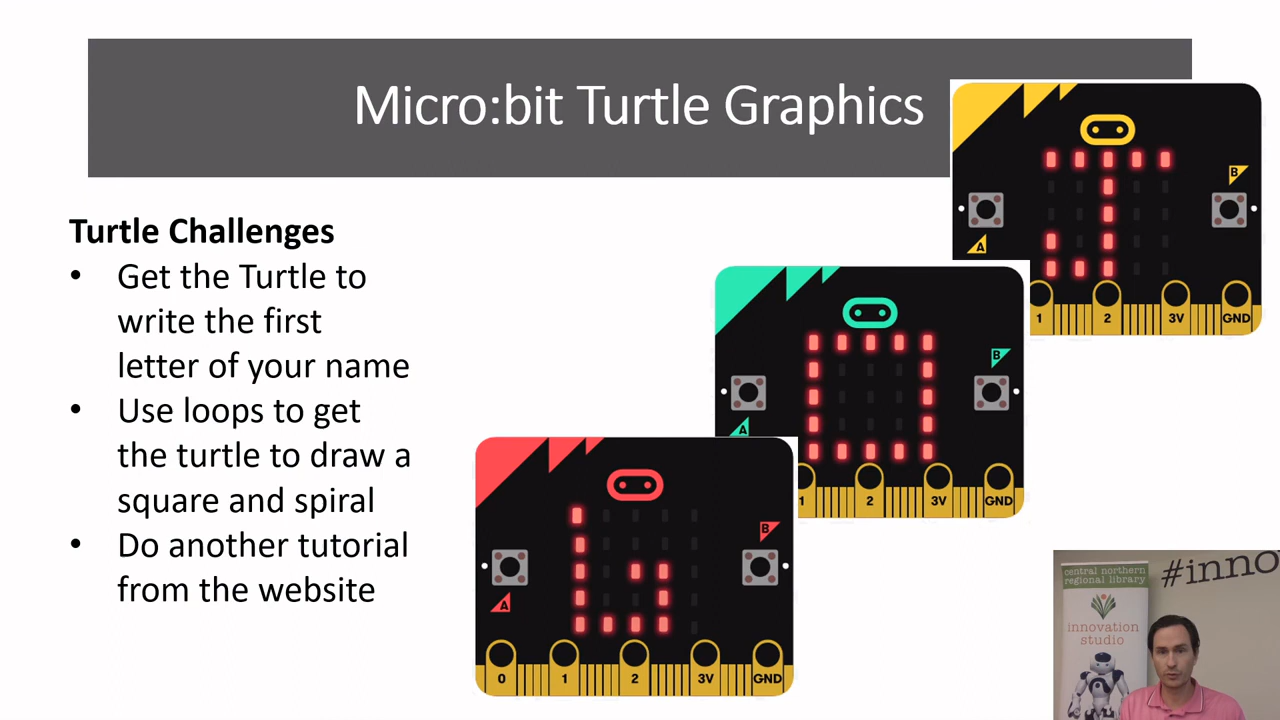 Micro:bit Turtle Graphics
Turtle Challenges
• Get the Turtle to
write the first
letter of your name
• Use loops to get
the turtle to draw a
square and spiral
• Do another tutorial
from the website
B
A
1 2 3V GND
B
A
1 2 3V GND
B
A
0 1 2 3V GND
central northern
regional library
innovation
studio
#inno